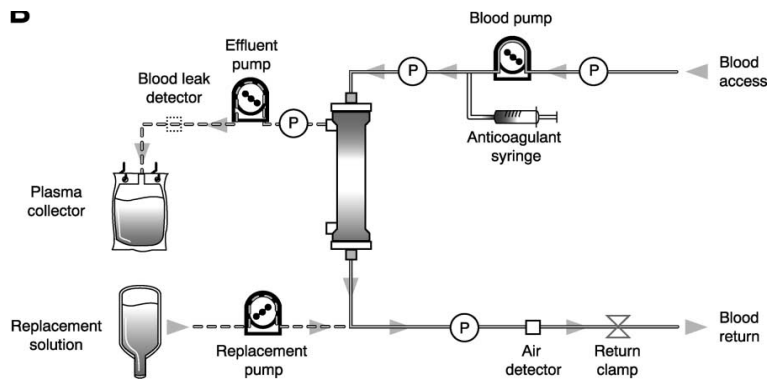 B
Blood pump
Effluent
pump
Blood leak
detector
P
P
Blood
access
P
Anticoagulant
syringe
Plasma
collector
Replacement
solution
Replacement
pump
P
Air
detector
Return
clamp
Blood
return